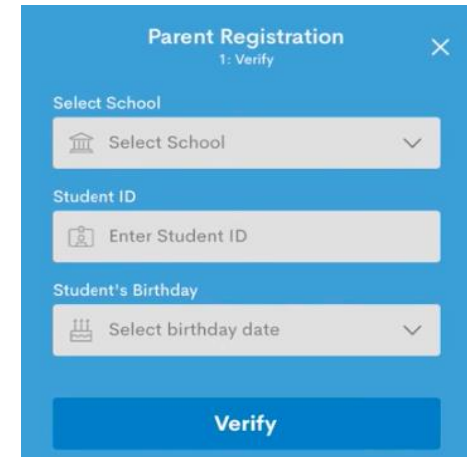 Parent Registration
1: Verify
Select School
Select School
Student ID
Enter Student ID
Student's Birthday
Select birthday date
Verify